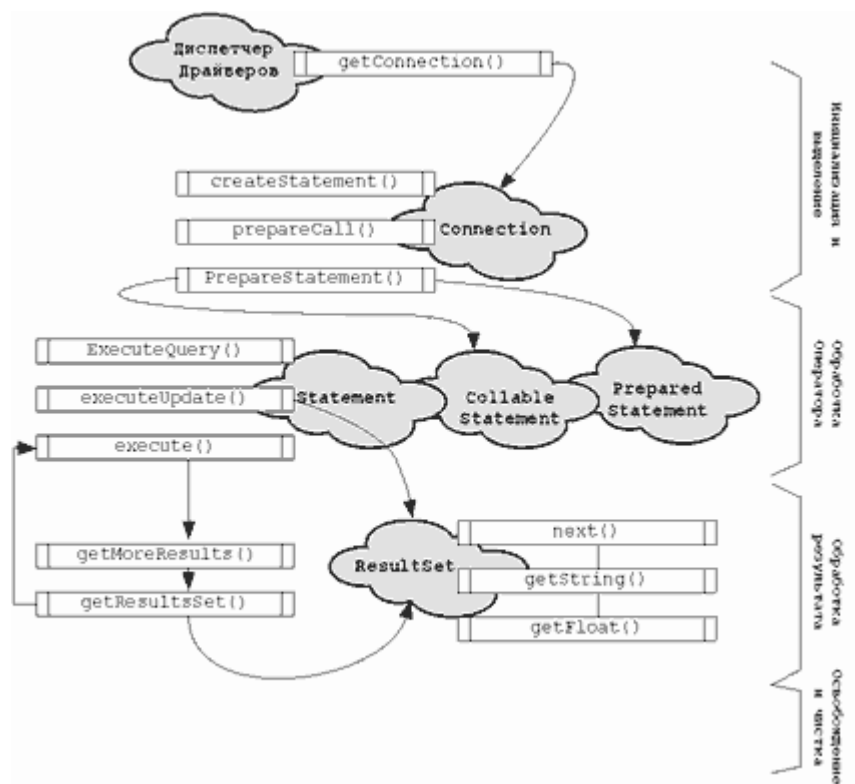 Диспетчер
Драйверов
getConnection()
createStatement()
prepareCall()
Connection
PrepareStatement()
Инициализация и
выделение
ExecuteQuery()
executeUpdate()
execute()
Statement
Collable
Statement
Prepared
Statement
Обработка
оператора
getMoreResults()
getResultsSet()
ResultSet
next()
getString()
getFloat()
Обработка
результата
Освобождение
и чистка